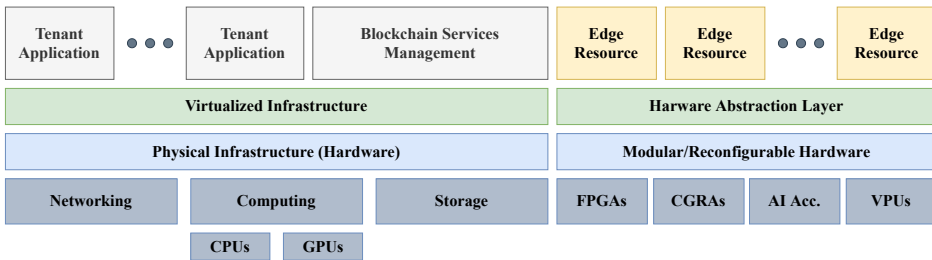 Tenant
Application
Tenant
Application
Blockchain Services
Management
Edge
Resource
Edge
Resource
Edge
Resource
Virtualized Infrastructure
Harware Abstraction Layer
Physical Infrastructure (Hardware)
Modular/Reconfigurable Hardware
Networking
Computing
Storage
FPGAs
CGRAs
AI Acc.
VPUs
CPUs
GPUs